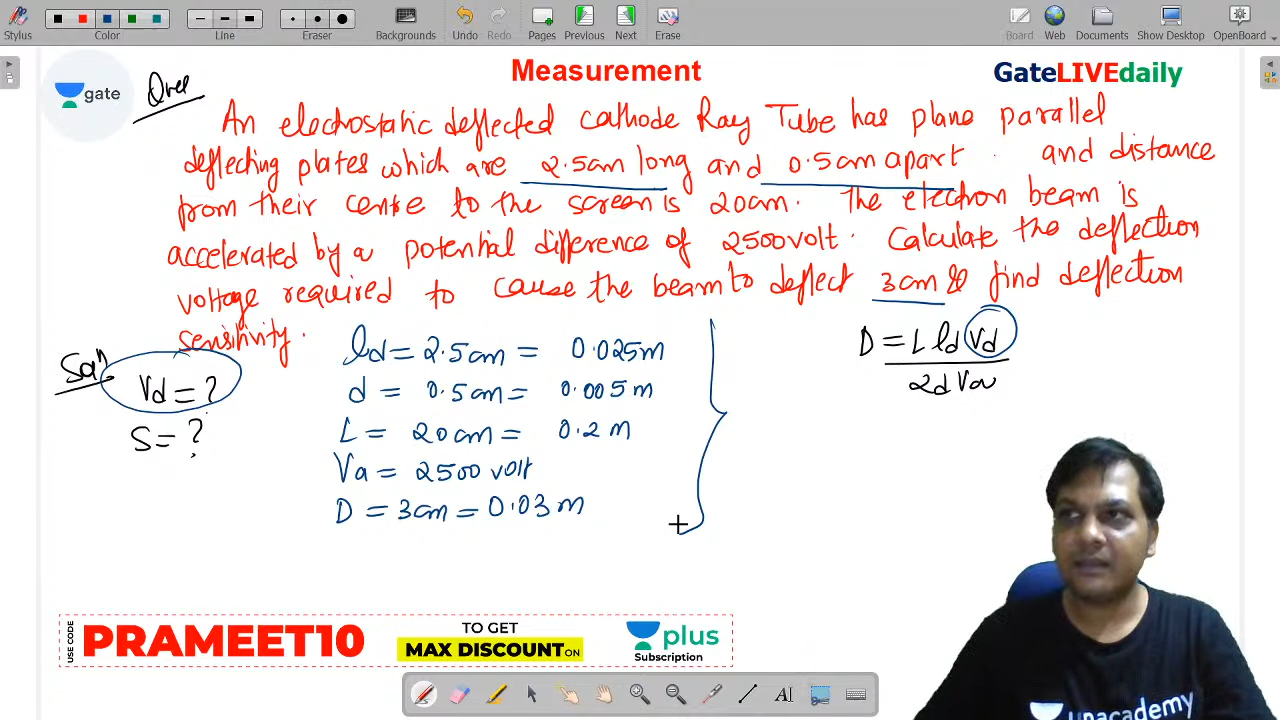 Stylus
Color
Line
Eraser
Backgrounds
Undo
Redo
Pages
Previous
Next
Erase
Board
Web
Documents
Show Desktop
OpenBoard
gate
Ques
Measurement
GateLIVEdaily
An electrostatic deflected cathode Ray Tube has plane parallel
deflecting plates which are 2.5cm long and 0.5cm apart. and distance
from their centre to the screen is 20cm. The electron beam is
accelerated by a potential difference of 2500volt. Calculate the deflection
voltage required to cause the beam to deflect 3cm & find deflection
sensitivity.
Solⁿ
Vd = ?
S = ?
ld = 2.5cm = 0.025m
d = 0.5cm = 0.005m
L = 20cm = 0.2m
Va = 2500 volt
D = 3cm = 0.03m
D = L ld Vd
2d Va
USE CODE
PRAMEET10
TO GET
MAX DISCOUNT ON
plus
Subscription
unacademy